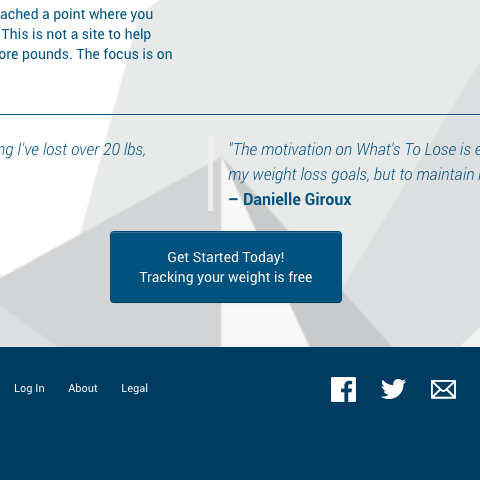 ached a point where you
This is not a site to help
ore pounds. The focus is on
ng I've lost over 20 lbs,
"The motivation on What's To Lose is
my weight loss goals, but to maintain
– Danielle Giroux
Get Started Today!
Tracking your weight is free
Log In About Legal